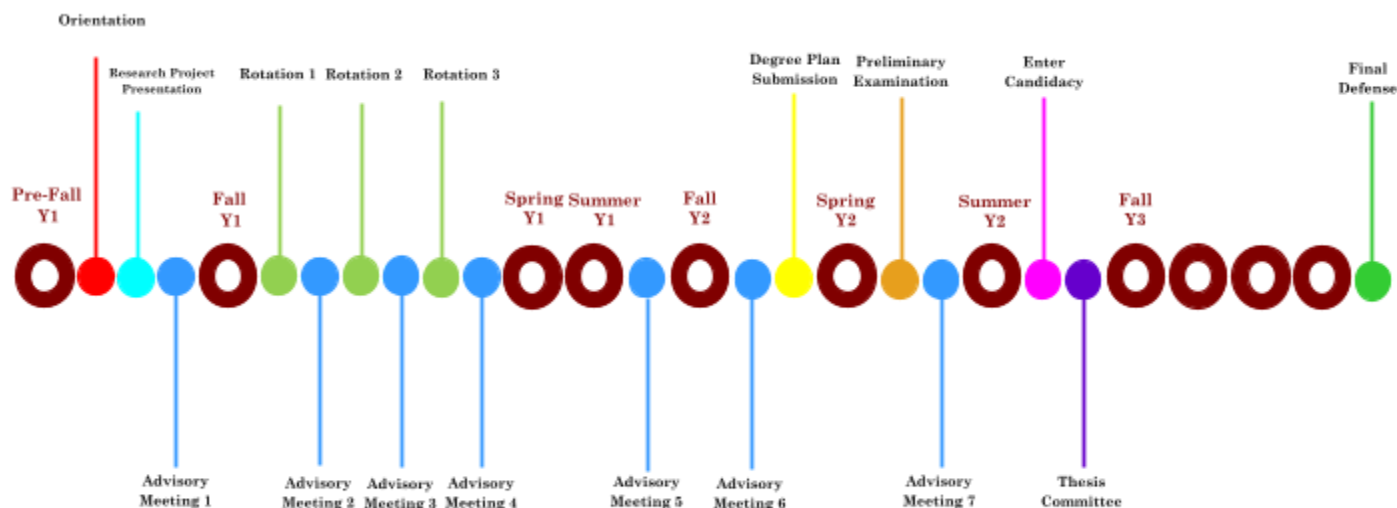 Orientation
Research Project
Presentation
Rotation 1
Rotation 2
Rotation 3
Degree Plan
Submission
Preliminary
Examination
Enter
Candidacy
Final
Defense
Pre-Fall
Y1
Fall
Y1
Spring
Y1
Summer
Y1
Fall
Y2
Spring
Y2
Summer
Y2
Fall
Y3
Advisory
Meeting 1
Advisory
Meeting 2
Advisory
Meeting 3
Advisory
Meeting 4
Advisory
Meeting 5
Advisory
Meeting 6
Advisory
Meeting 7
Thesis
Committee